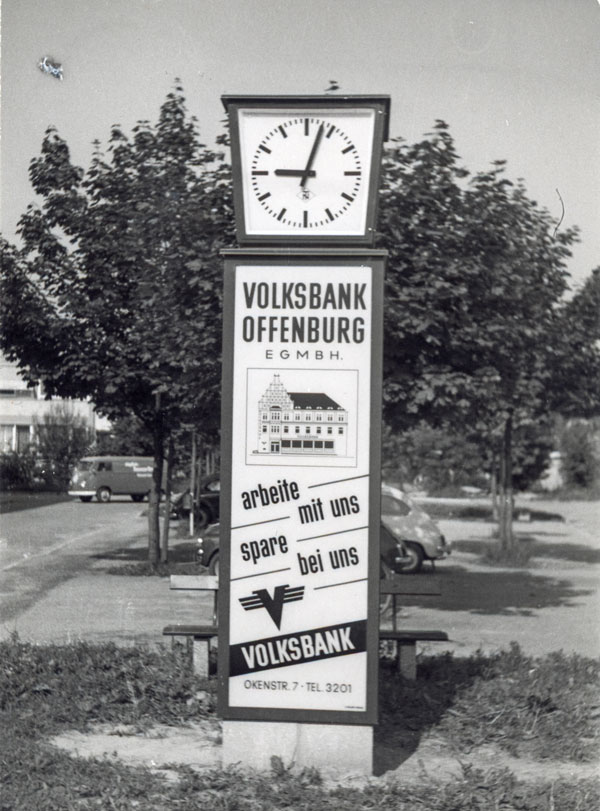 VOLKSBANK
OFFENBURG
EGMBH.
arbeite
mit uns
spare
bei uns
VOLKSBANK
OKENSTR. 7 · TEL. 3201